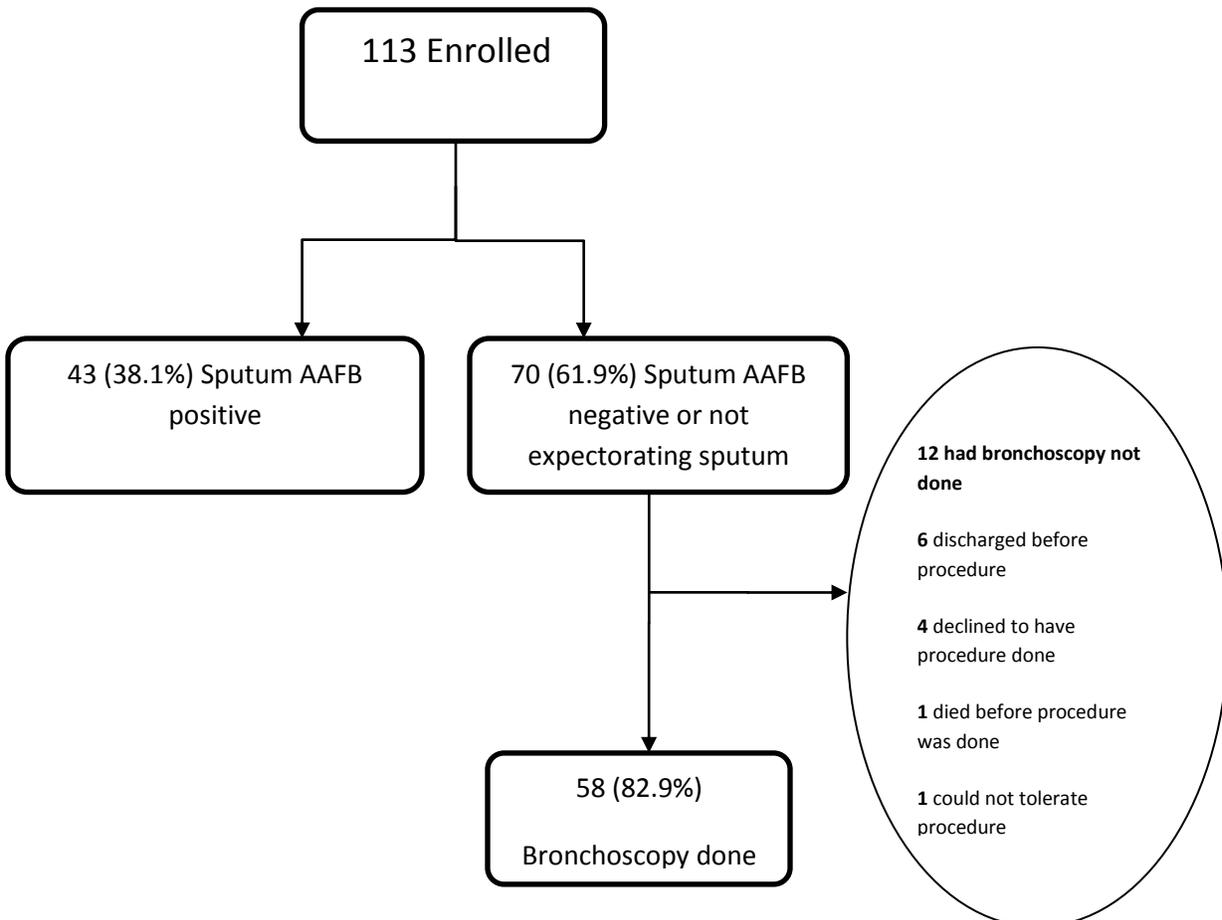 113 Enrolled
43 (38.1%) Sputum AAFB
positive
70 (61.9%) Sputum AAFB
negative or not
expectorating sputum
12 had bronchoscopy not
done
6 discharged before
procedure
4 declined to have
procedure done
1 died before procedure
was done
1 could not tolerate
procedure
58 (82.9%)
Bronchoscopy done